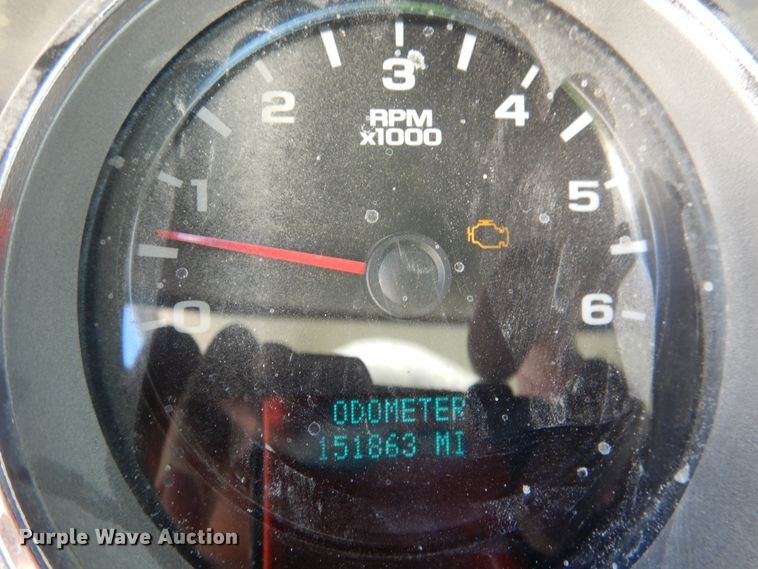 3
2
4
RPM
x1000
1
5
0
6
ODOMETER
151863 MI
Purple Wave Auction®